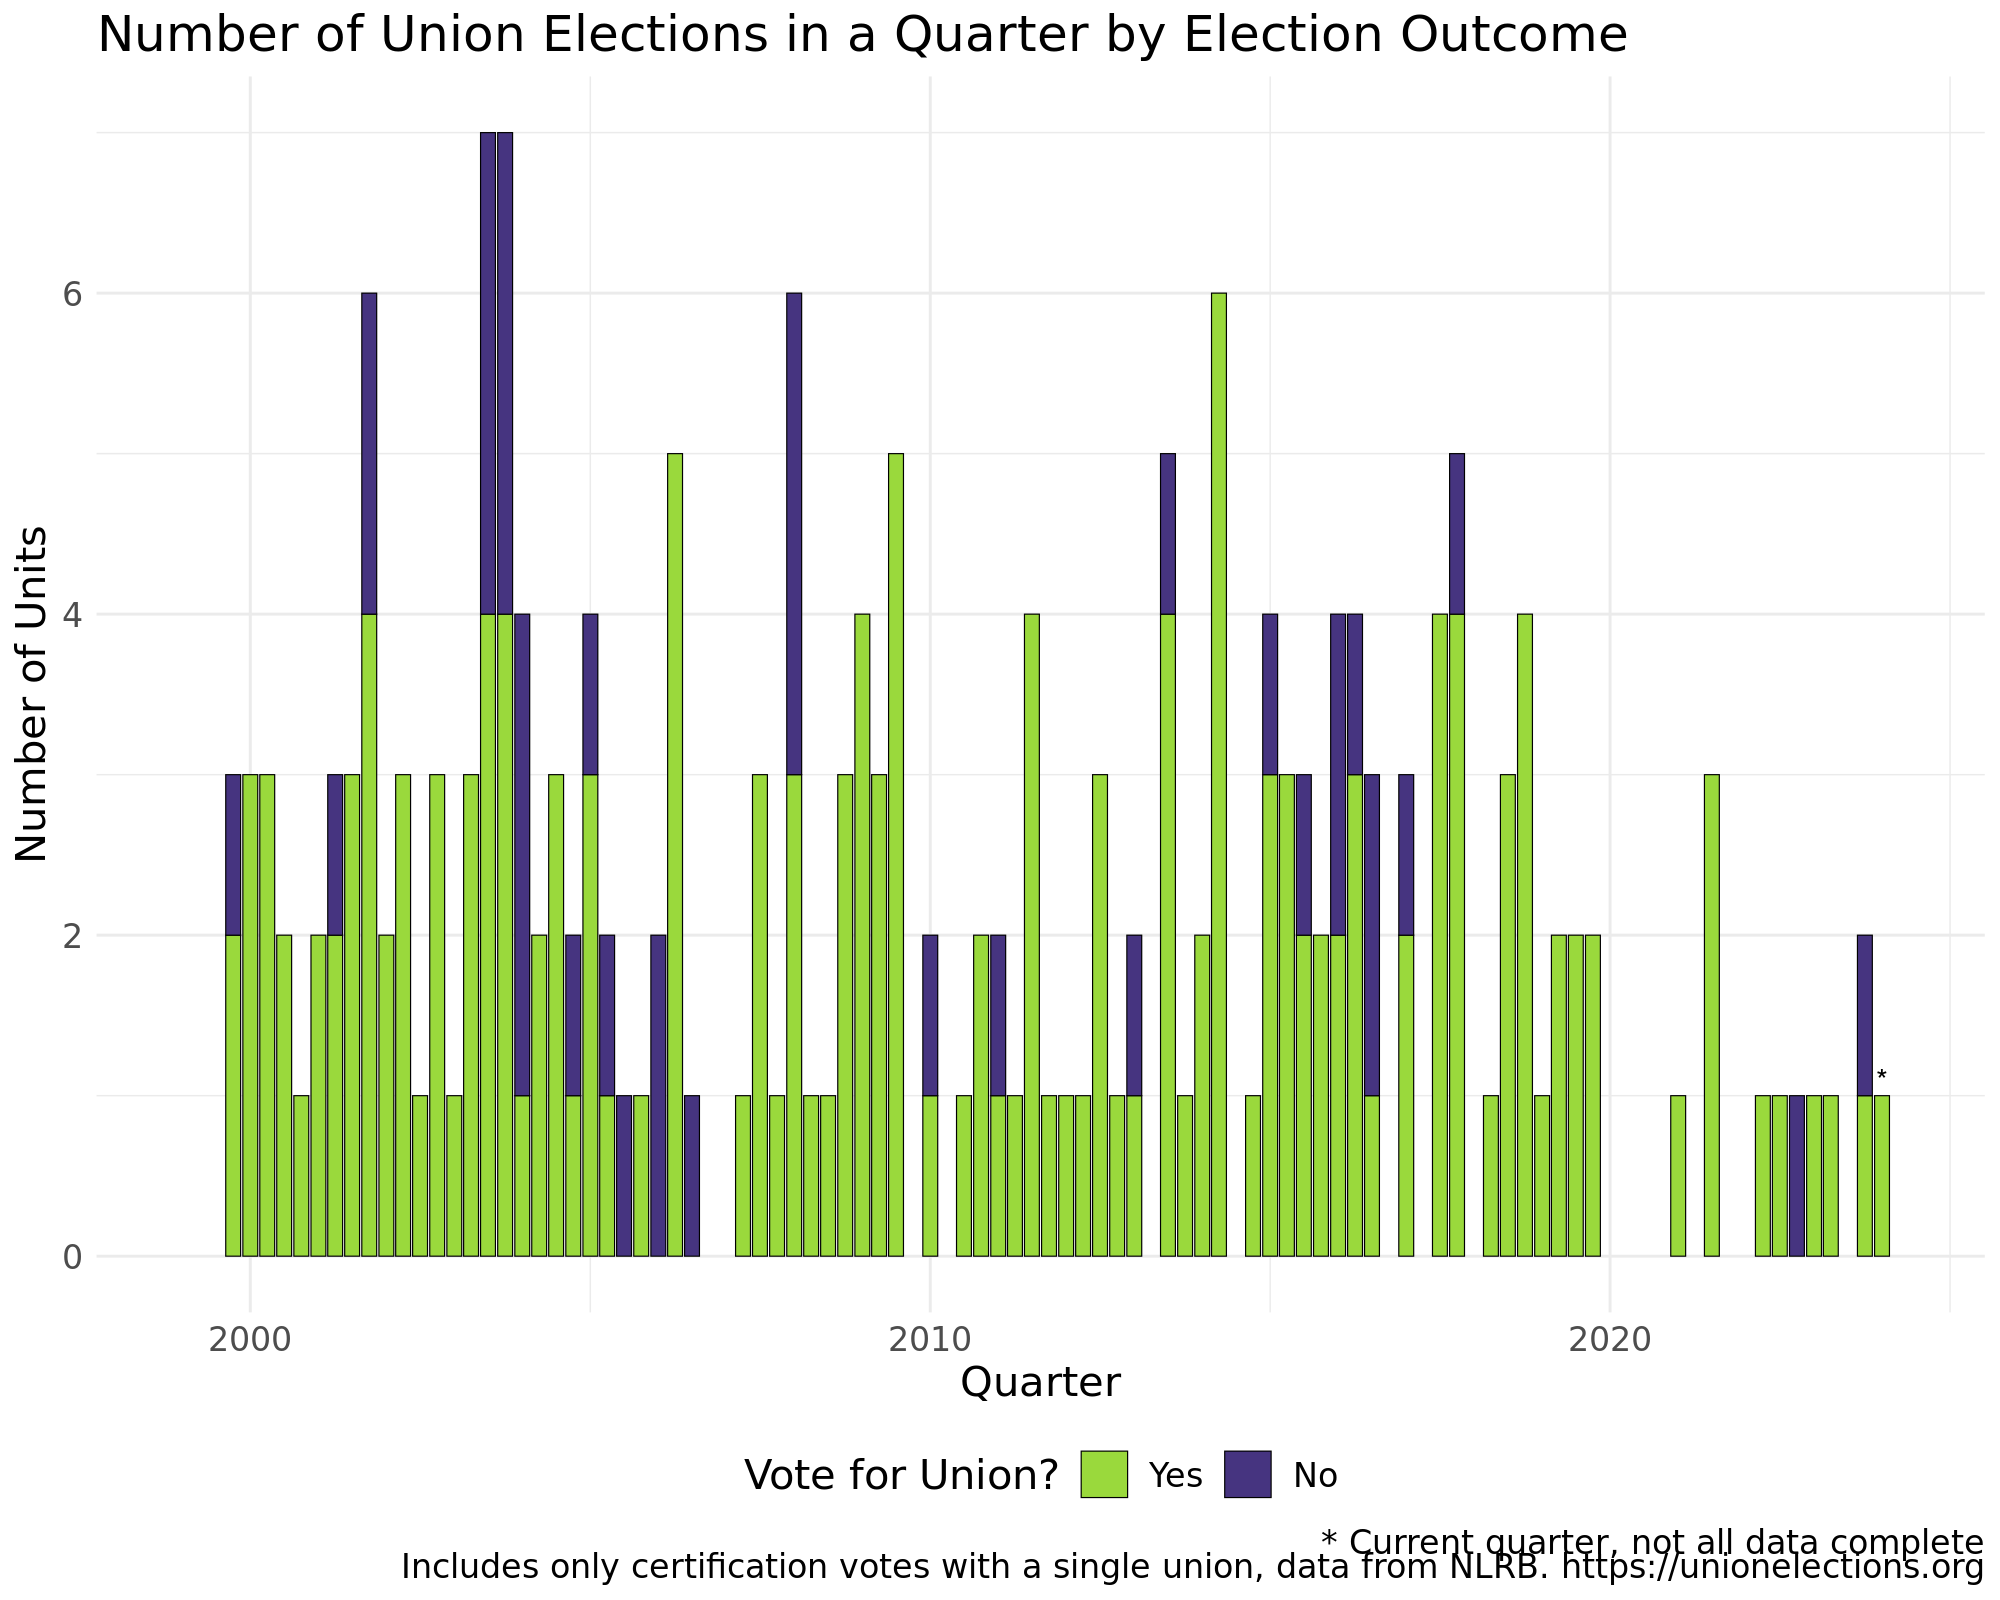 Number of Union Elections in a Quarter by Election Outcome
Number of Units
6
4
2
0
*
2000 2010 2020
Quarter
Vote for Union? Yes No
* Current quarter, not all data complete
Includes only certification votes with a single union, data from NLRB. https://unionelections.org